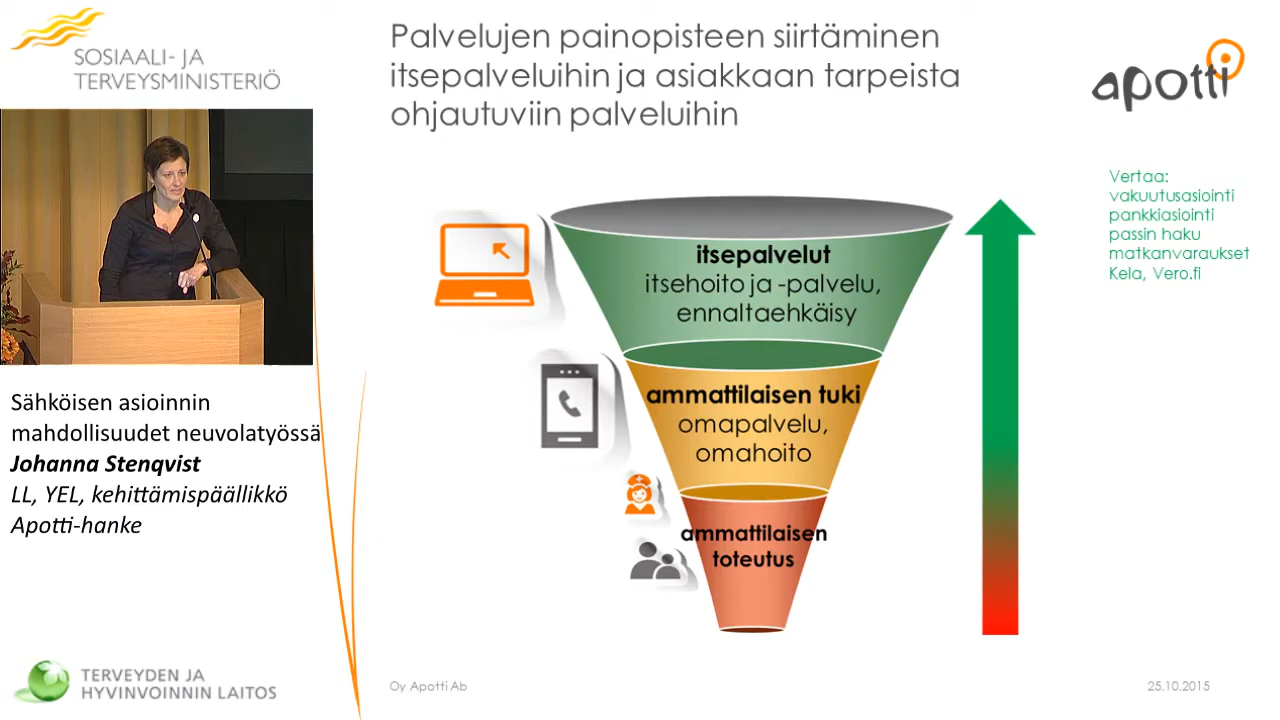 SOSIAALI- JA
TERVEYSMINISTERIÖ
Sähköisen asioinnin
mahdollisuudet neuvolatyössä
Johanna Stenqvist
LL, YEL, kehittämispäällikkö
Apotti-hanke
TERVEYDEN JA
HYVINVOINNIN LAITOS
Palvelujen painopisteen siirtäminen
itsepalveluihin ja asiakkaan tarpeista
ohjautuviin palveluihin
apotti
Vertaa:
vakuutusasiointi
pankkiasiointi
passin haku
matkanvaraukset
Kela, Vero.fi
itsepalvelut
itsehoito ja -palvelu,
ennaltaehkäisy
ammattilaisen tuki
omapalvelu,
omahoito
ammattilaisen
toteutus
Oy Apotti Ab
25.10.2015